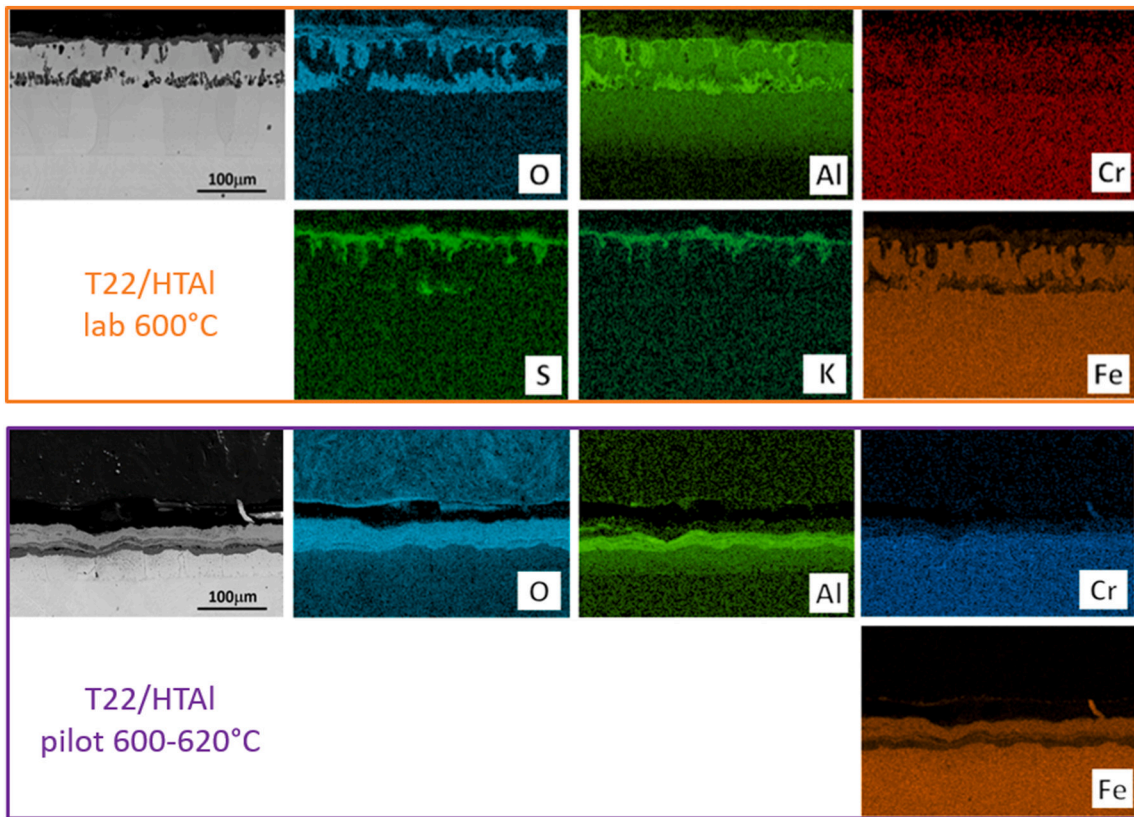 100μm
O
Al
Cr
T22/HTAl
lab 600°C
S
K
Fe
100μm
O
Al
Cr
T22/HTAl
pilot 600-620°C
Fe